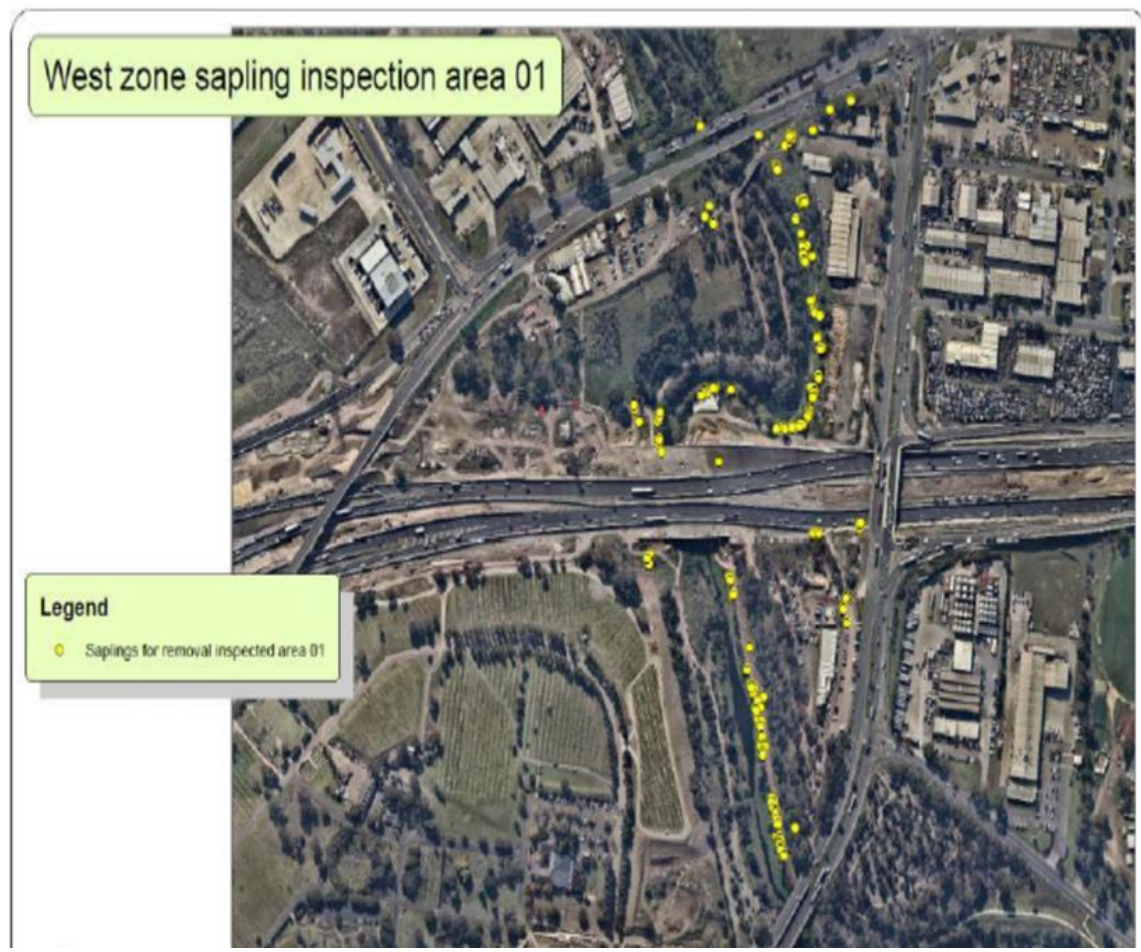 West zone sapling inspection area 01
Legend
Saplings for removal inspected area 01